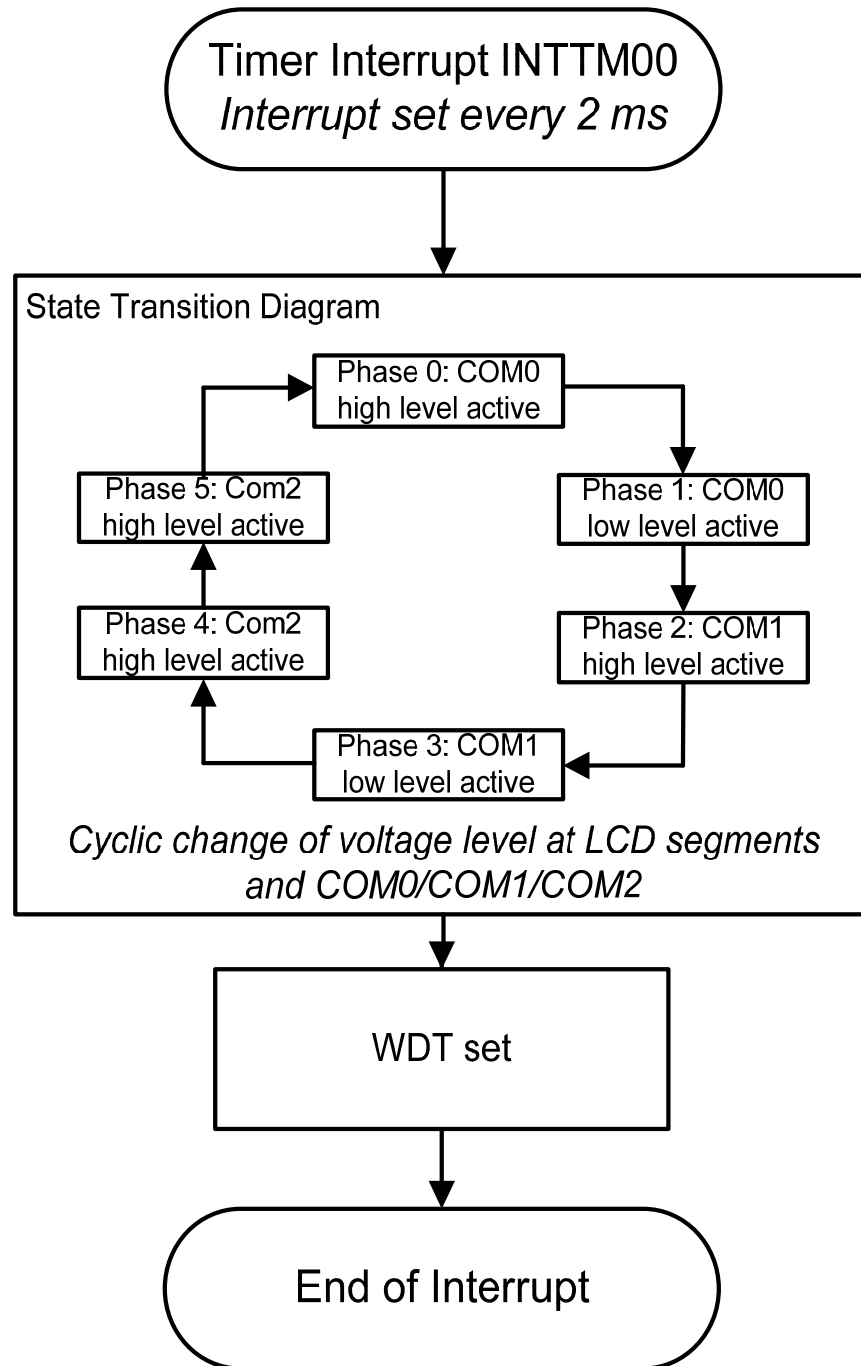 Timer Interrupt INTTM00
Interrupt set every 2 ms
State Transition Diagram
Phase 0: COM0
high level active
Phase 1: COM0
low level active
Phase 2: COM1
high level active
Phase 3: COM1
low level active
Phase 4: Com2
high level active
Phase 5: Com2
high level active
Cyclic change of voltage level at LCD segments
and COM0/COM1/COM2
WDT set
End of Interrupt